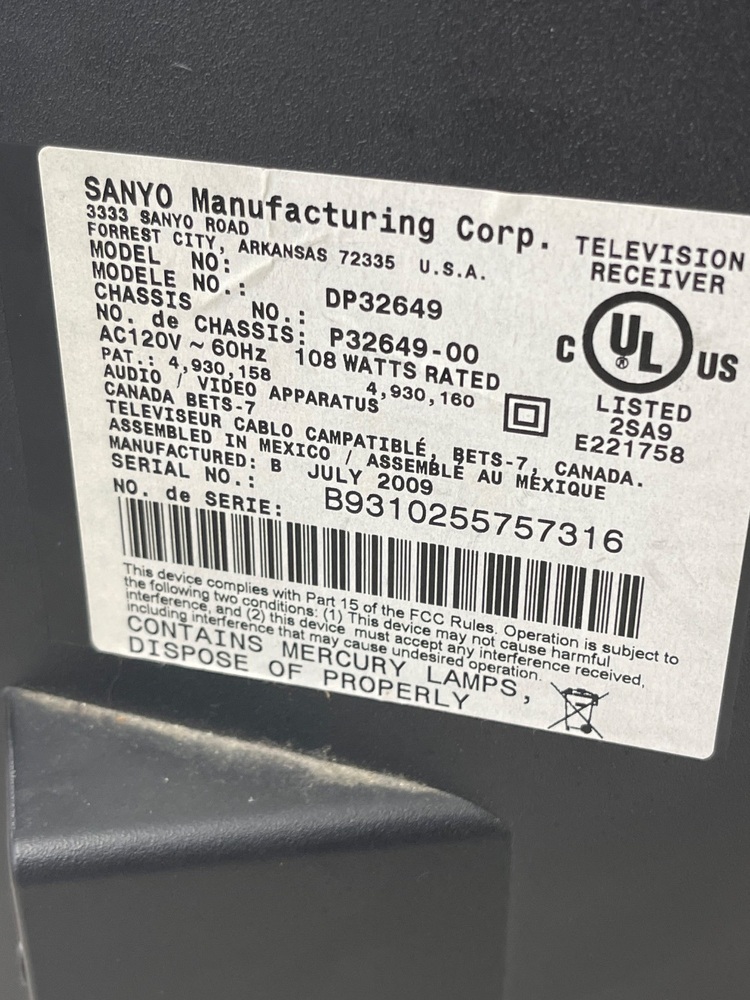 SANYO Manufacturing Corp.
3333 SANYO ROAD
FORREST CITY, ARKANSAS 72335 U.S.A.
MODEL NO:
MODELE NO.: DP32649
CHASSIS NO.:
NO. de CHASSIS: P32649-00
AC120V ~ 60Hz 108 WATTS RATED
PAT.: 4,930,158 4,930,160
AUDIO / VIDEO APPARATUS
CANADA BETS-7
TELEVISEUR CABLO CAMPATIBLÉ, BETS-7, CANADA.
ASSEMBLED IN MEXICO / ASSEMBLÉ AU MÉXIQUE
MANUFACTURED: B JULY 2009
SERIAL NO.:
NO. de SERIE: B9310255757316
TELEVISION
RECEIVER
C UL® US
LISTED
2SA9
E221758
This device complies with Part 15 of the FCC Rules. Operation is subject to
the following two conditions: (1) This device may not cause harmful
interference, and (2) this device must accept any interference received,
including interference that may cause undesired operation.
CONTAINS MERCURY LAMPS,
DISPOSE OF PROPERLY